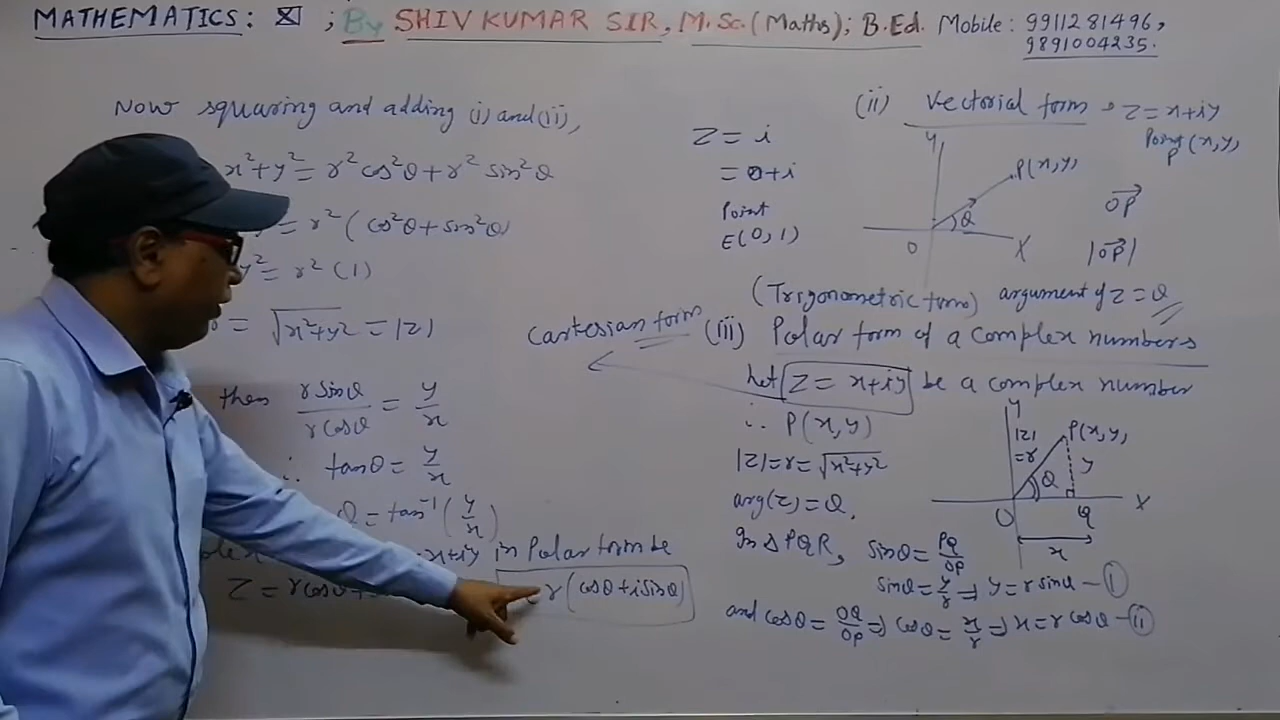 MATHEMATICS: XI ; By SHIV KUMAR SIR, M.Sc.(Maths); B.Ed. Mobile: 9911281496,
9891004235.
Now squaring and adding (i) and (ii),
x²+y² = r²cos²θ + r² sin²θ
= r² (cos²θ + sin²θ)
y² = r² (1)
= √x²+y² = |z|
then r sinθ / r cosθ = y/x
∴ tanθ = y/x
θ = tan⁻¹ (y/x)
x+iy in Polar form be
Z = r cosθ +
r (cosθ + i sinθ)
Z = i
= 0+i
Point
E(0, 1)
(ii) Vectorial form Z = x+iy
Point P (x, y)
Y
P(x, y)
θ
O
X
OP
|OP|
(Trigonometric form) argument of Z = θ
Cartesian form
(iii) Polar form of a complex numbers
let Z = x+iy be a complex number
∴ P(x, y)
|Z| = r = √x²+y²
arg(z) = θ,
Y
|z| = r
P(x, y)
y
θ
O
Q
X
x
In ΔPQR, sinθ = PQ/OP
sinθ = y/r ⇒ y = r sinθ - (i)
and cosθ = OQ/OP ⇒ cosθ = x/r ⇒ x = r cosθ - (ii)